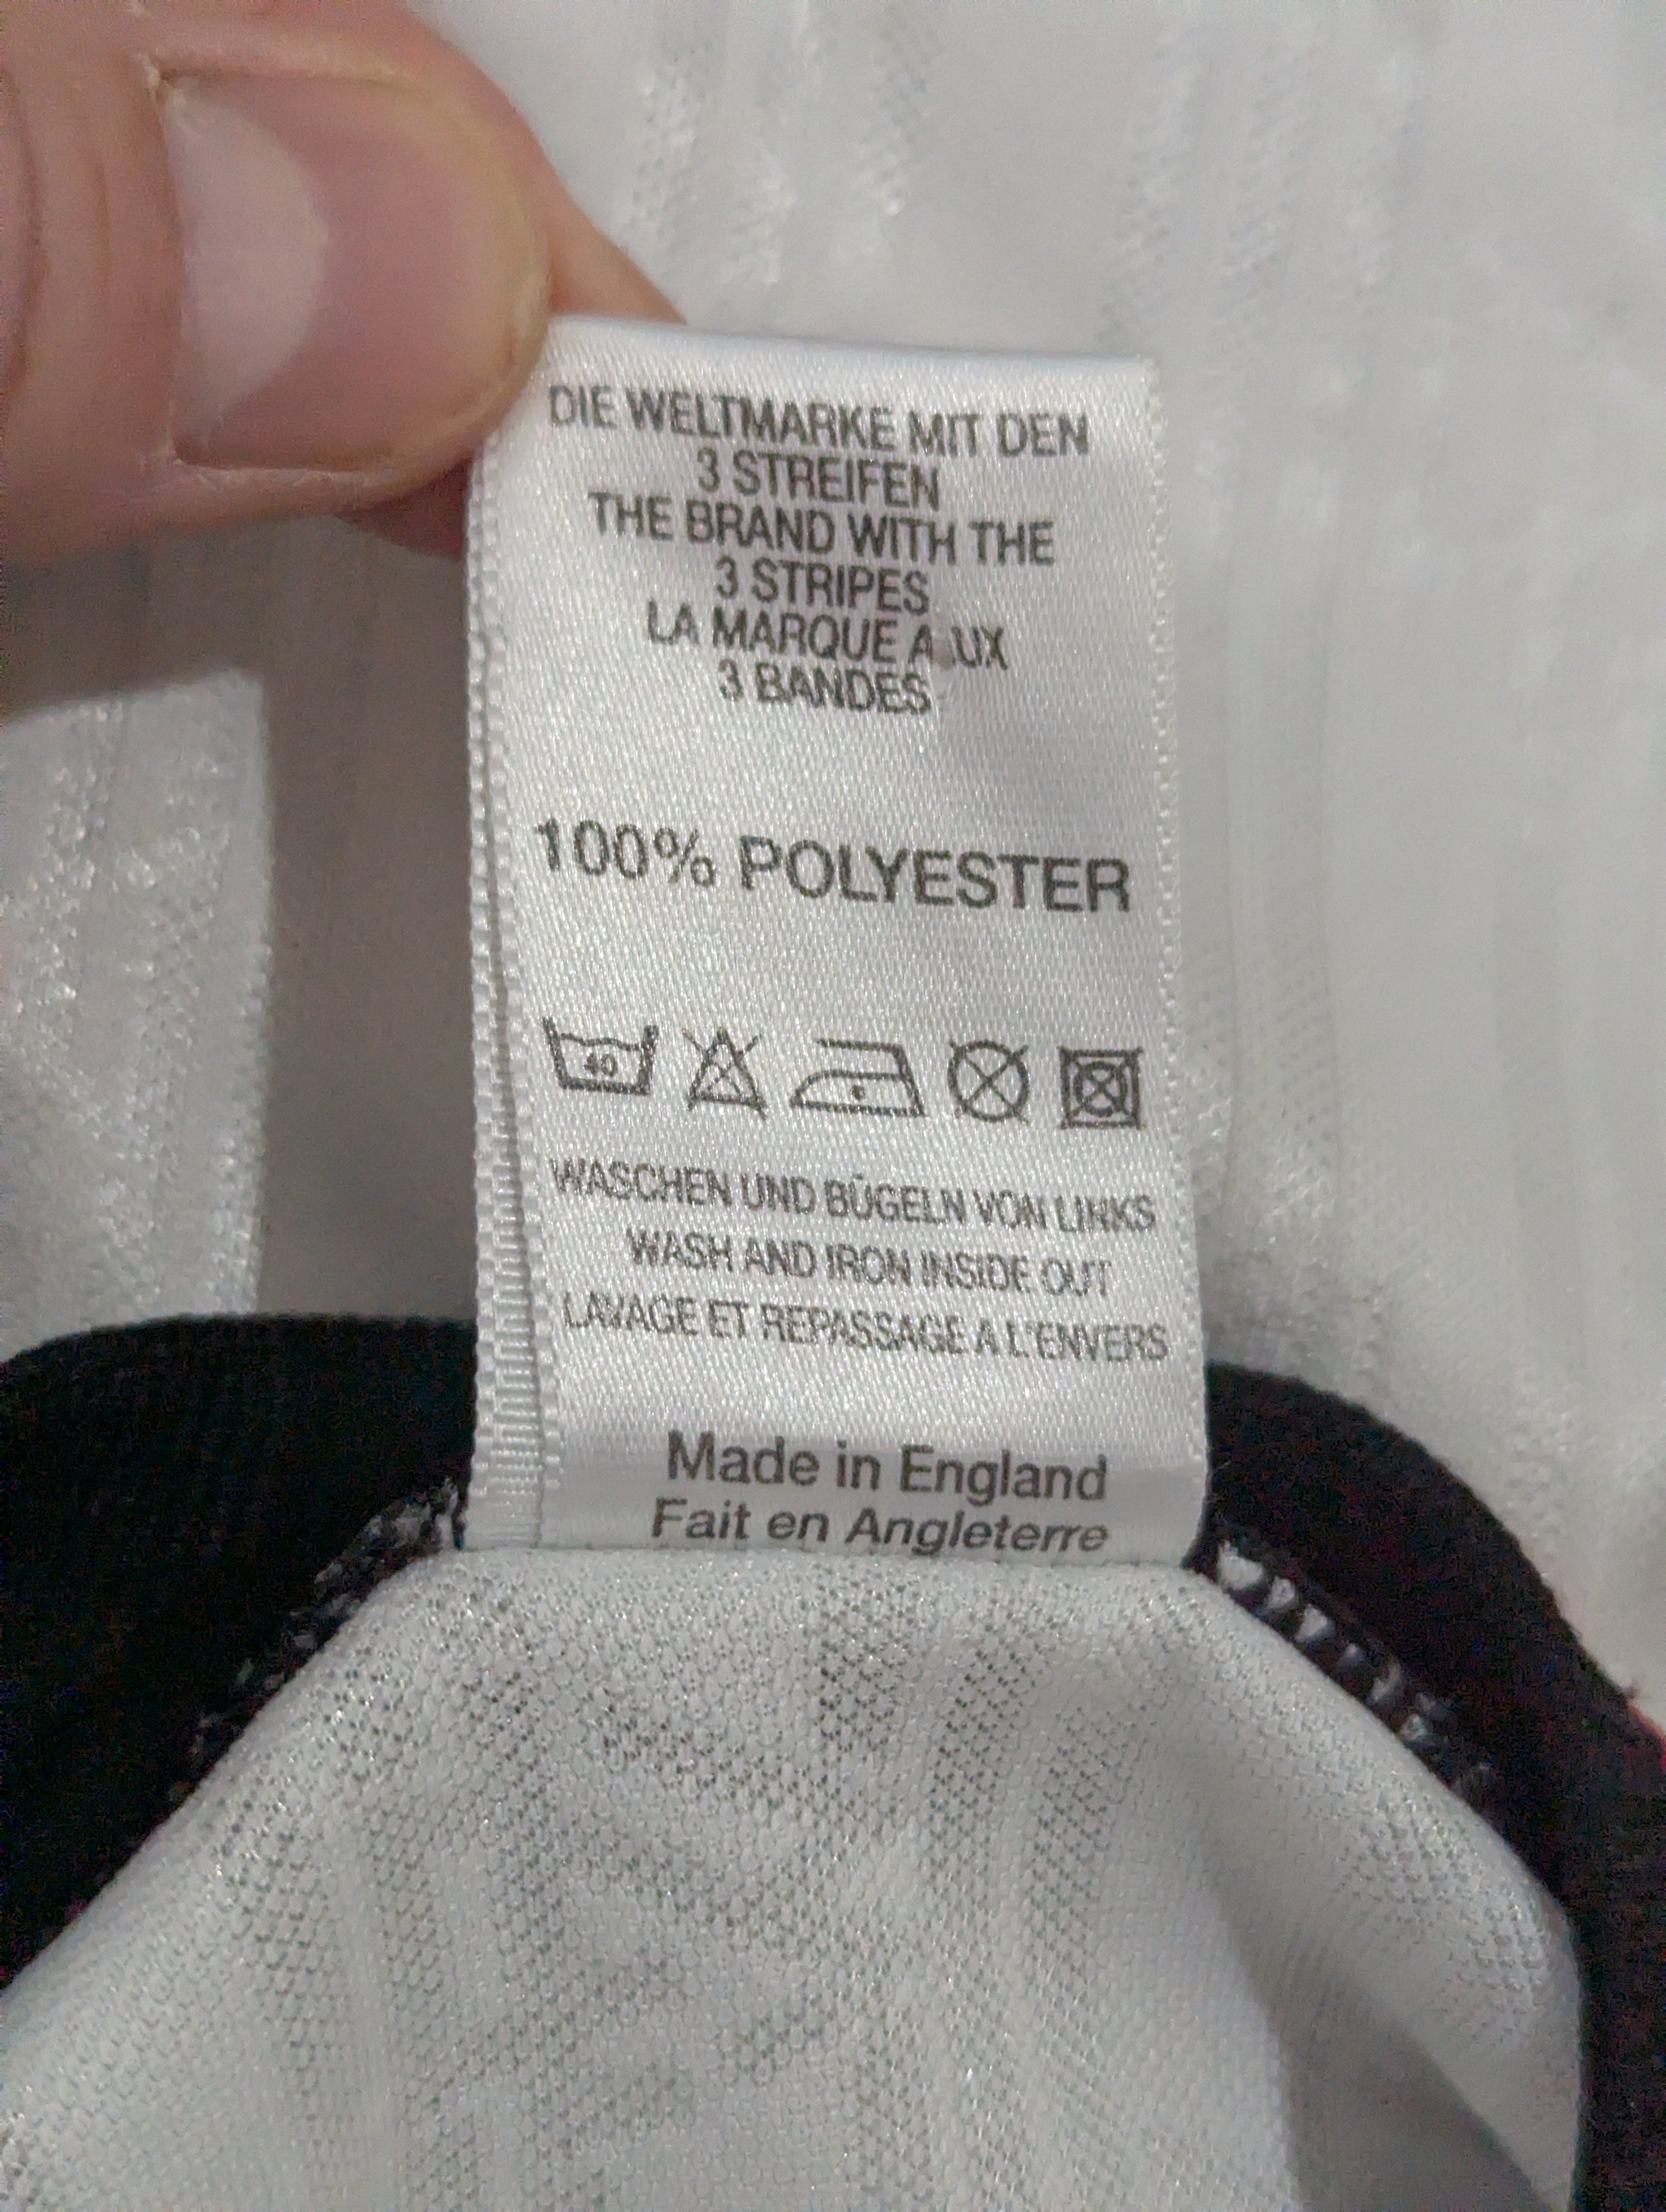 DIE WELTMARKE MIT DEN
3 STREIFEN
THE BRAND WITH THE
3 STRIPES
LA MARQUE A UX
3 BANDES
100% POLYESTER
40
WASCHEN UND BÜGELN VON LINKS
WASH AND IRON INSIDE OUT
LAVAGE ET REPASSAGE A L'ENVERS
Made in England
Fait en Angleterre